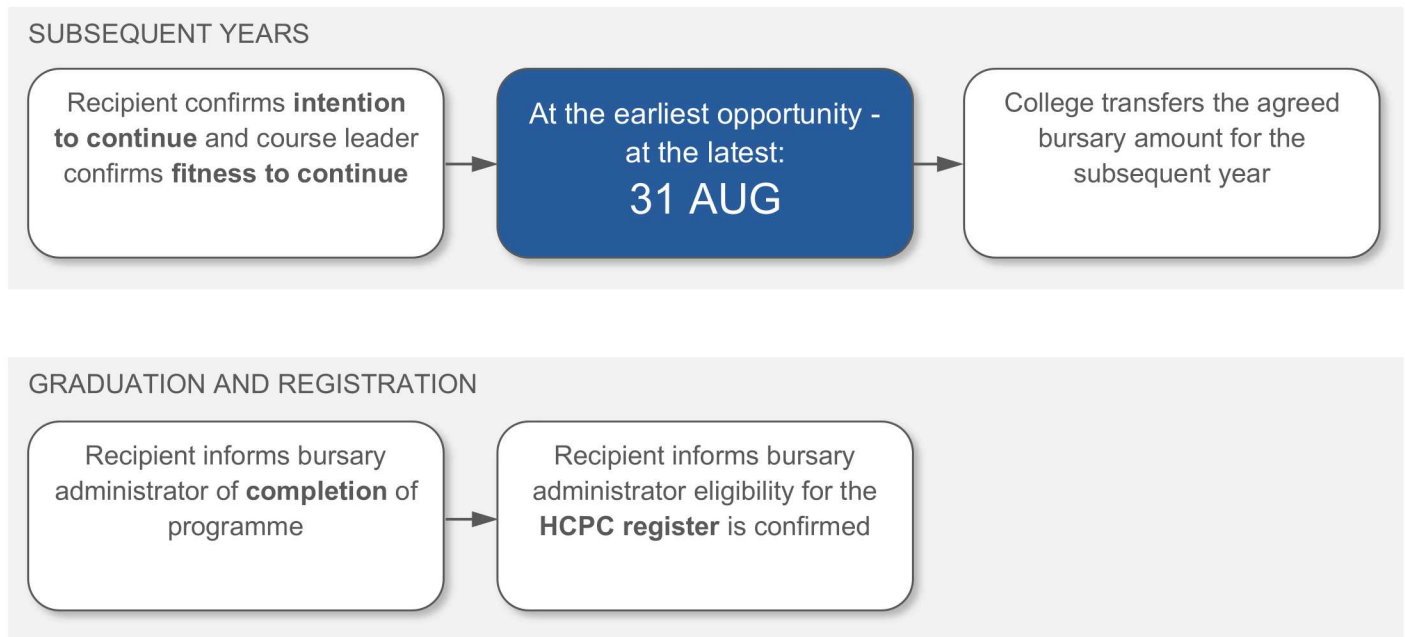 SUBSEQUENT YEARS
Recipient confirms intention
to continue and course leader
confirms fitness to continue
At the earliest opportunity -
at the latest:
31 AUG
College transfers the agreed
bursary amount for the
subsequent year
GRADUATION AND REGISTRATION
Recipient informs bursary
administrator of completion of
programme
Recipient informs bursary
administrator eligibility for the
HCPC register is confirmed